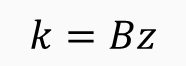 k = Bz